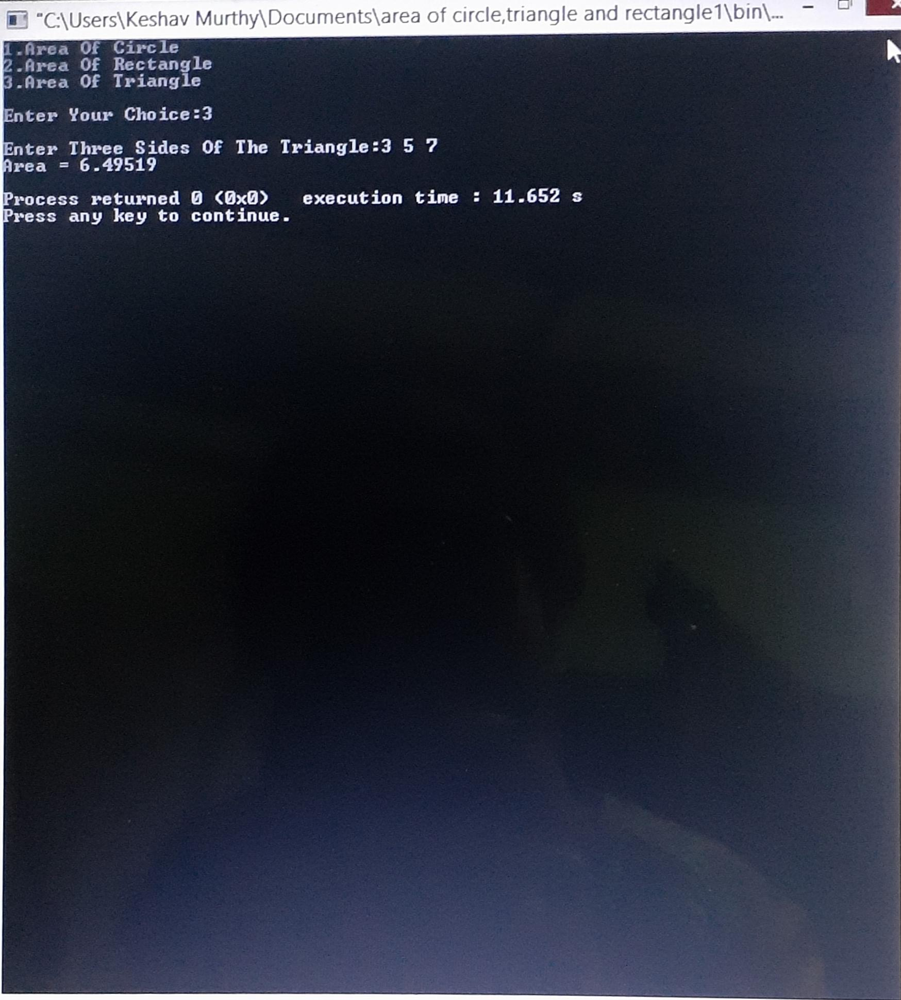 "C:\Users\Keshav Murthy\Documents\area of circle,triangle and rectangle1\bin\...
1.Area Of Circle
2.Area Of Rectangle
3.Area Of Triangle
Enter Your Choice:3
Enter Three Sides Of The Triangle:3 5 7
Area = 6.49519
Process returned 0 (0x0)   execution time : 11.652 s
Press any key to continue.